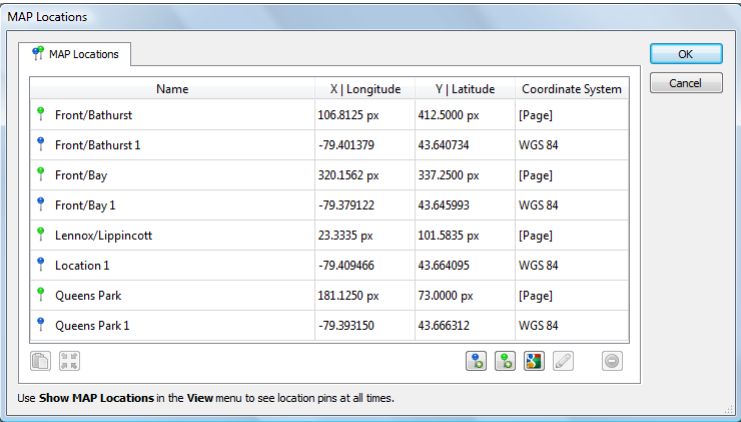 MAP Locations
MAP Locations
OK
Cancel
Name X | Longitude Y | Latitude Coordinate System
Front/Bathurst 106.8125 px 412.5000 px [Page]
Front/Bathurst 1 -79.401379 43.640734 WGS 84
Front/Bay 320.1562 px 337.2500 px [Page]
Front/Bay 1 -79.379122 43.645993 WGS 84
Lennox/Lippincott 23.3335 px 101.5835 px [Page]
Location 1 -79.409466 43.664095 WGS 84
Queens Park 181.1250 px 73.0000 px [Page]
Queens Park 1 -79.393150 43.666312 WGS 84
Use Show MAP Locations in the View menu to see location pins at all times.